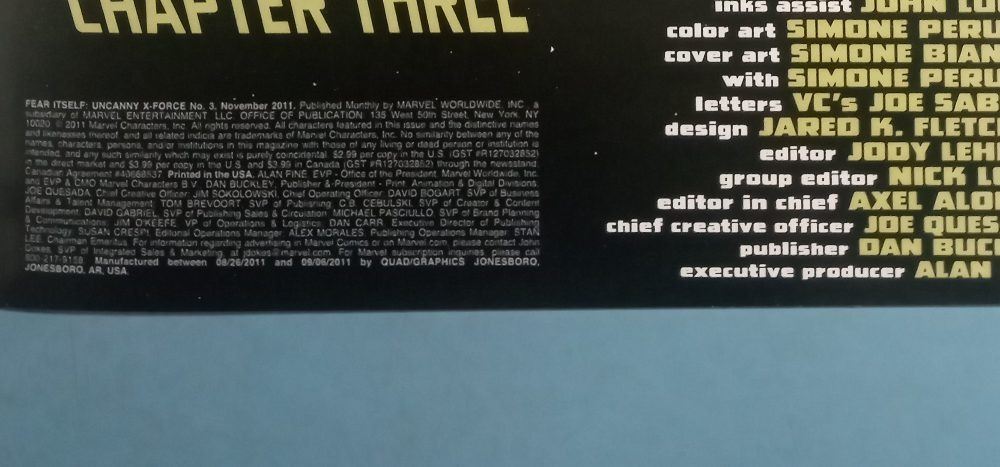 CHAPTER THREE
FEAR ITSELF: UNCANNY X-FORCE No. 3, November 2011. Published Monthly by MARVEL WORLDWIDE, INC., a
subsidiary of MARVEL ENTERTAINMENT, LLC. OFFICE OF PUBLICATION: 135 West 50th Street, New York, NY
10020. © 2011 Marvel Characters, Inc. All rights reserved. All characters featured in this issue and the distinctive names
and likenesses thereof, and all related indicia are trademarks of Marvel Characters, Inc. No similarity between any of the
names, characters, persons, and/or institutions in this magazine with those of any living or dead person or institution is
intended, and any such similarity which may exist is purely coincidental. $2.99 per copy in the U.S. (GST #R127032852)
in the direct market and $3.99 per copy in the U.S. and $3.99 in Canada (GST #R127032852) through the newsstand.
Canadian Agreement #40668537. Printed in the USA. ALAN FINE, EVP - Office of the President, Marvel Worldwide, Inc.
and EVP & CMO Marvel Characters B.V.; DAN BUCKLEY, Publisher & President - Print, Animation & Digital Divisions;
JOE QUESADA, Chief Creative Officer; JIM SOKOLOWSKI, Chief Operating Officer; DAVID BOGART, SVP of Business
Affairs & Talent Management; TOM BREVOORT, SVP of Publishing; C.B. CEBULSKI, SVP of Creator & Content
Development; DAVID GABRIEL, SVP of Publishing Sales & Circulation; MICHAEL PASCIULLO, SVP of Brand Planning
& Communications; JIM O'KEEFE, VP of Operations & Logistics; DAN CARR, Executive Director of Publishing
Technology; SUSAN CRESPI, Editorial Operations Manager; ALEX MORALES, Publishing Operations Manager; STAN
LEE, Chairman Emeritus. For information regarding advertising in Marvel Comics or on Marvel.com, please contact John
Dokes, SVP of Integrated Sales & Marketing, at jdokes@marvel.com. For Marvel subscription inquiries, please call
800-217-9158. Manufactured between 08/26/2011 and 09/06/2011 by QUAD/GRAPHICS JONESBORO,
JONESBORO, AR, USA.
inks assist JOHN LU
color art SIMONE PERU
cover art SIMONE BIAN
with SIMONE PERU
letters VC's JOE SAB
design JARED K. FLETC
editor JODY LEH
group editor NICK LO
editor in chief AXEL ALO
chief creative officer JOE QUES
publisher DAN BUC
executive producer ALAN